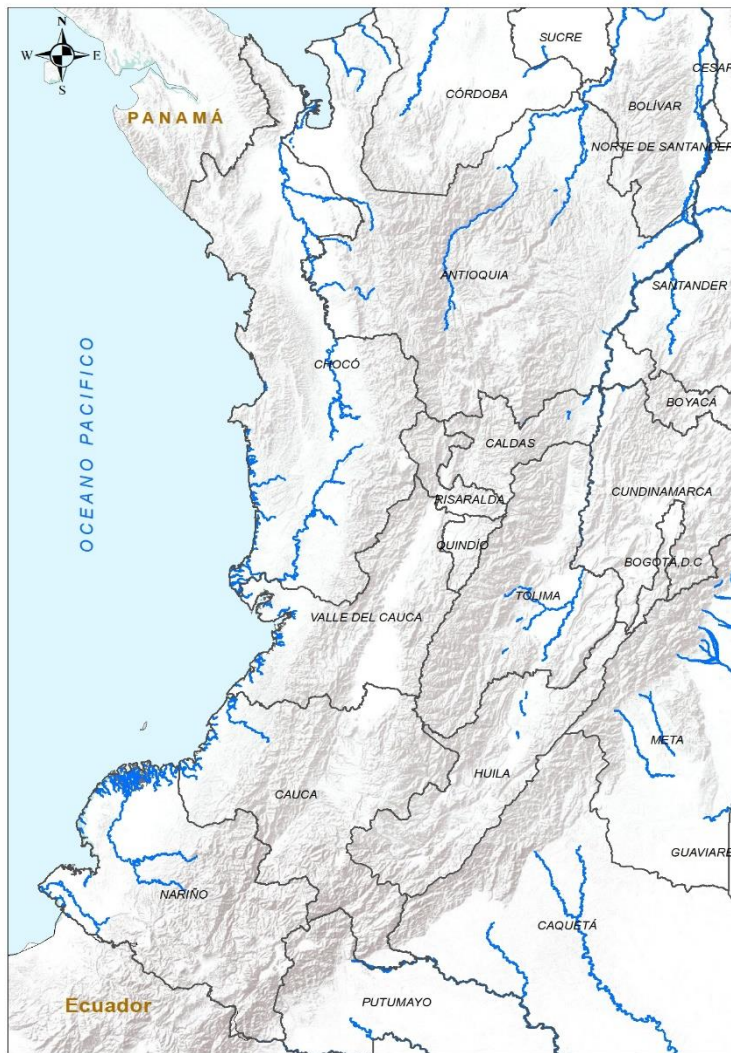 N
W E
S
PANAMÁ
SUCRE
CÓRDOBA
CESAR
BOLÍVAR
NORTE DE SANTANDER
ANTIOQUIA
SANTANDER
OCEANO PACIFICO
CHOCÓ
BOYACÁ
CALDAS
CUNDINAMARCA
RISARALDA
QUINDÍO
BOGOTÁ, D.C
TOLIMA
VALLE DEL CAUCA
META
HUILA
CAUCA
GUAVIARE
NARIÑO
CAQUETÁ
PUTUMAYO
Ecuador